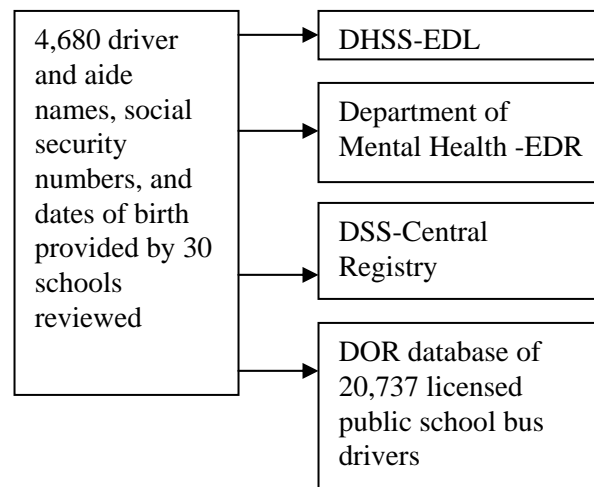 4,680 driver
and aide
names, social
security
numbers, and
dates of birth
provided by 30
schools
reviewed
DHSS-EDL
Department of
Mental Health -EDR
DSS-Central
Registry
DOR database of
20,737 licensed
public school bus
drivers